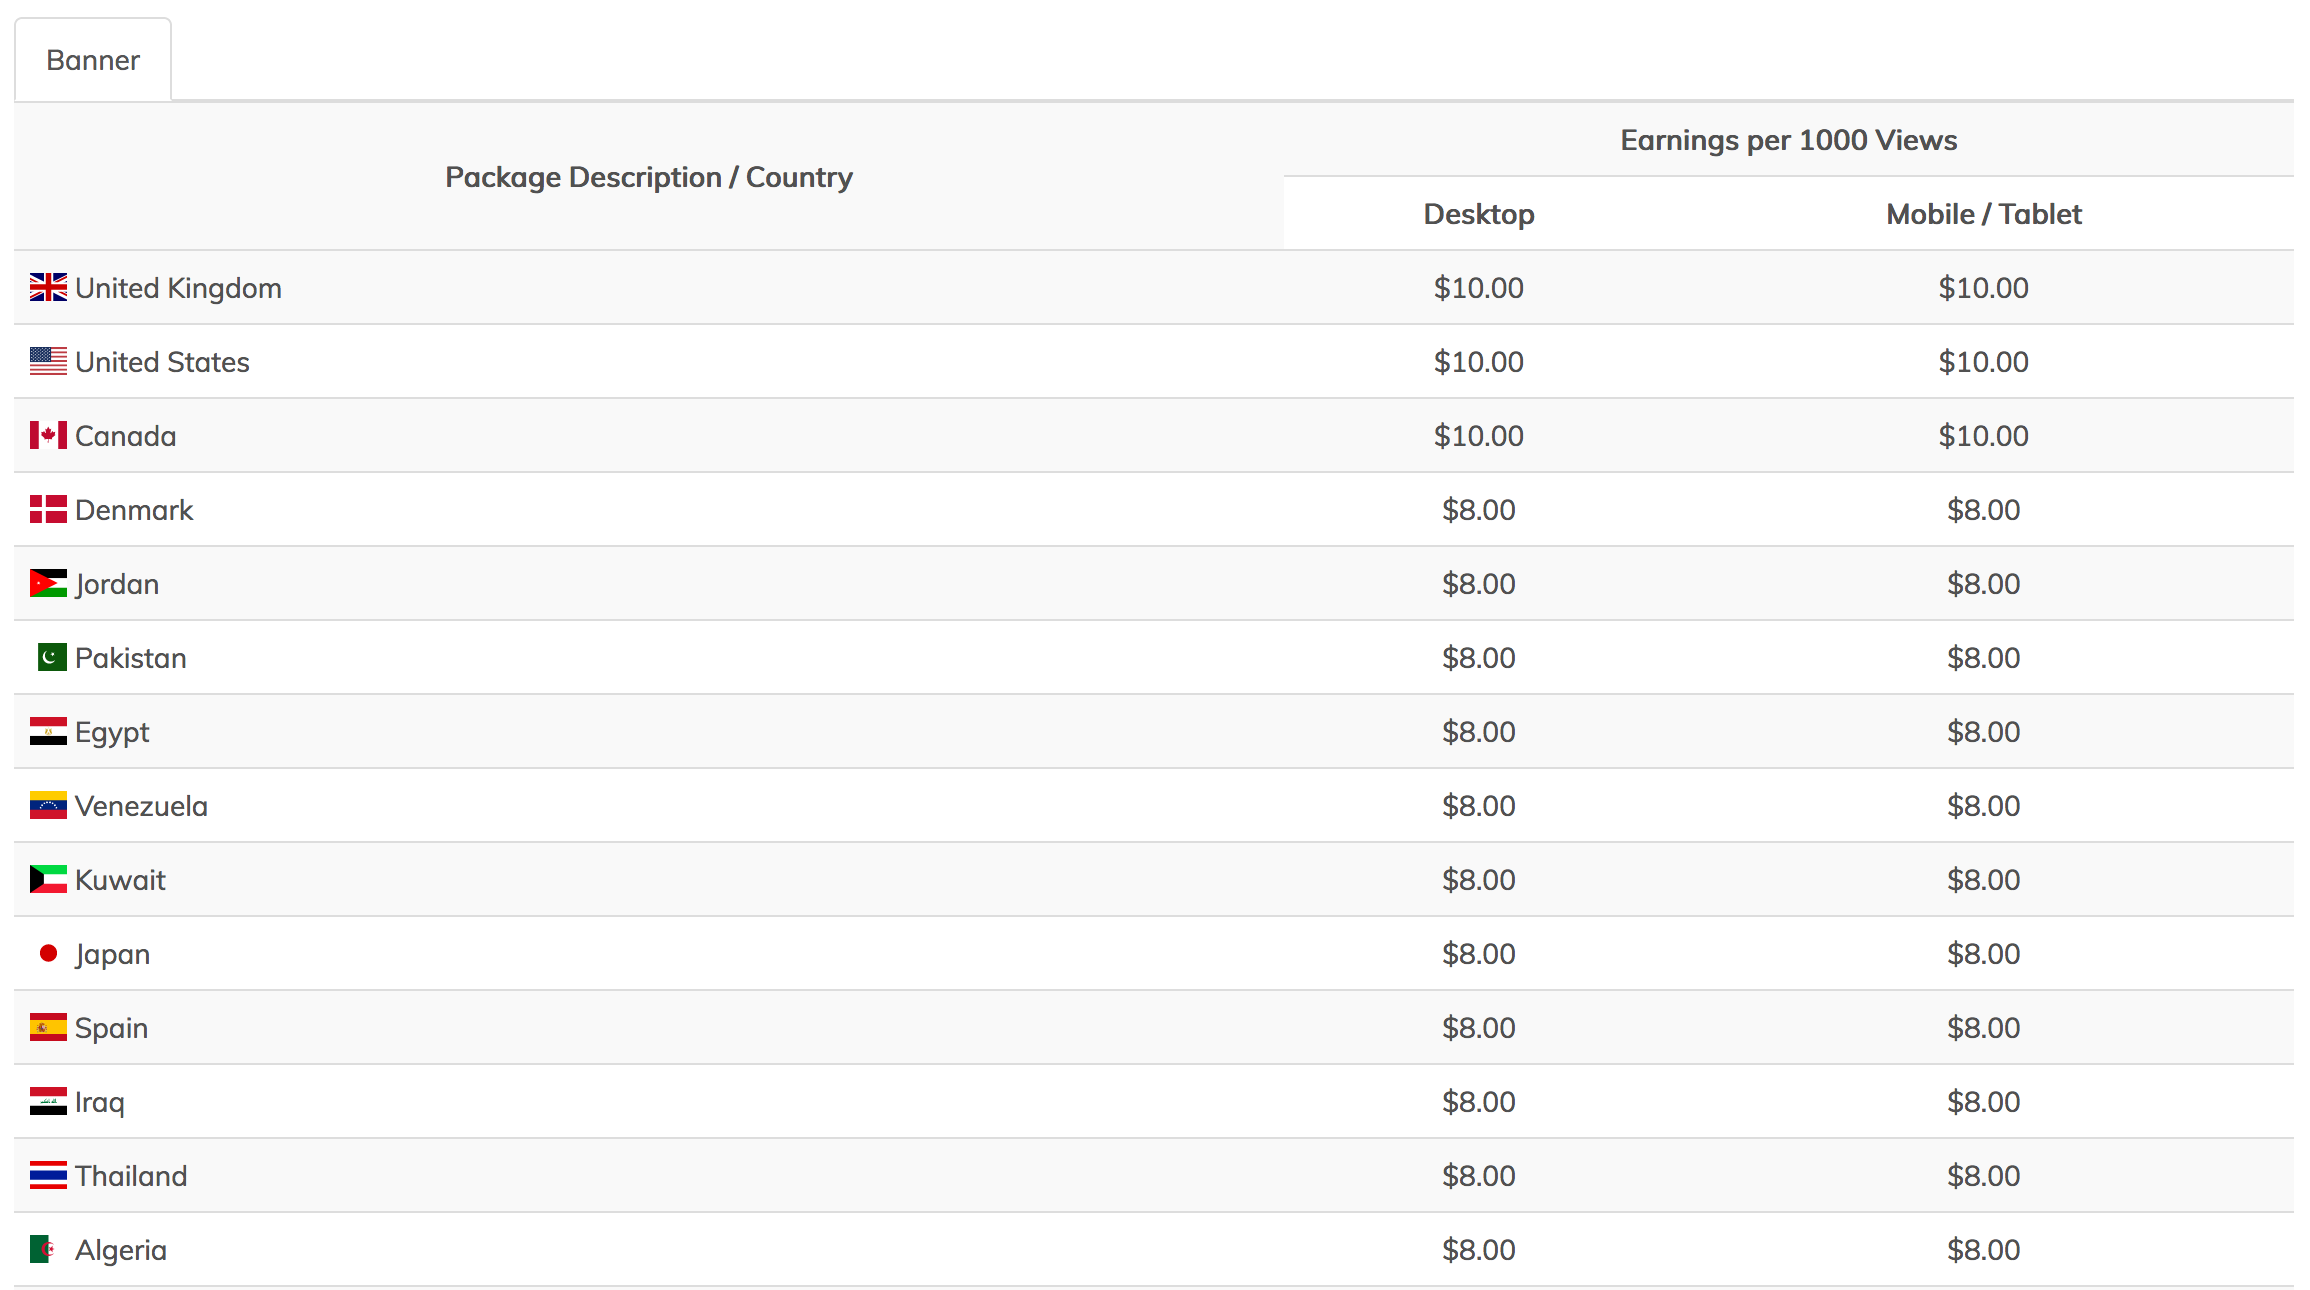 Banner
Package Description / Country
Earnings per 1000 Views
Desktop Mobile / Tablet
United Kingdom $10.00 $10.00
United States $10.00 $10.00
Canada $10.00 $10.00
Denmark $8.00 $8.00
Jordan $8.00 $8.00
Pakistan $8.00 $8.00
Egypt $8.00 $8.00
Venezuela $8.00 $8.00
Kuwait $8.00 $8.00
Japan $8.00 $8.00
Spain $8.00 $8.00
Iraq $8.00 $8.00
Thailand $8.00 $8.00
Algeria $8.00 $8.00